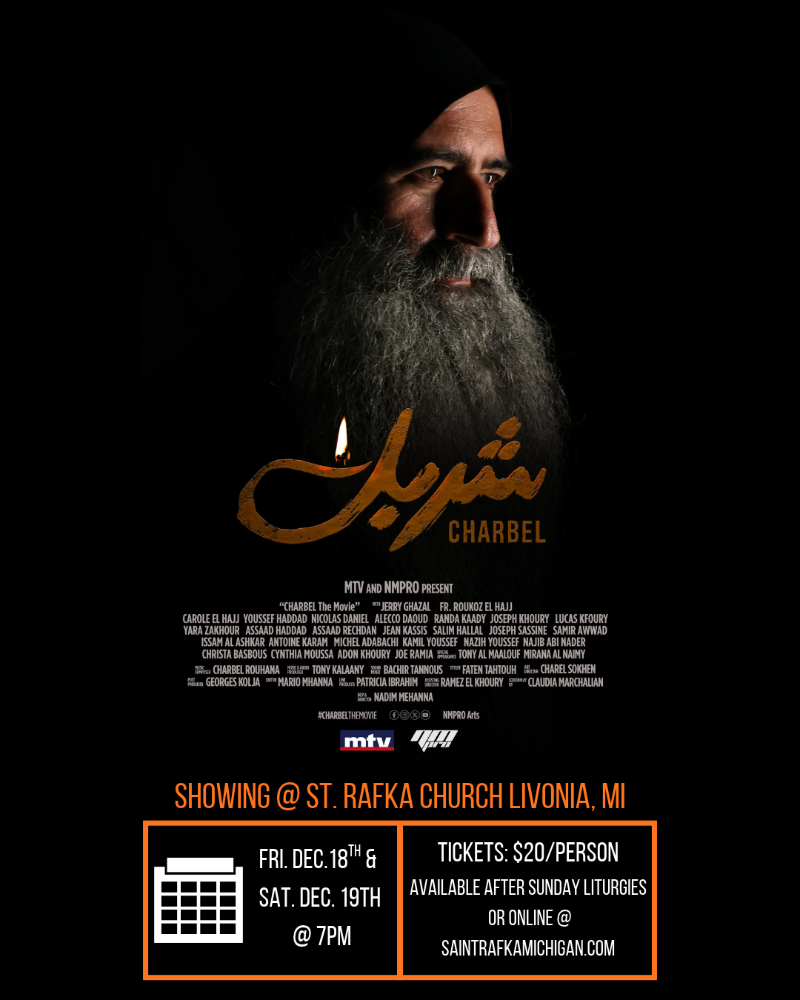 شربل
CHARBEL
MTV AND NMPRO PRESENT
“CHARBEL The Movie” WITH JERRY GHAZAL FR. ROUKOZ EL HAJJ
CAROLE EL HAJJ YOUSSEF HADDAD NICOLAS DANIEL ALECCO DAOUD RANDA KAADY JOSEPH KHOURY LUCAS KFOURY
YARA ZAKHOUR ASSAAD HADDAD ASSAAD RECHDAN JEAN KASSIS SALIM HALLAL JOSEPH SASSINE SAMIR AWWAD
ISSAM AL ASHKAR ANTOINE KARAM MICHEL ADABACHI KAMIL YOUSSEF NAZIH YOUSSEF NAJIB ABI NADER
CHRISTA BASBOUS CYNTHIA MOUSSA ADON KHOURY JOE RAMIA TONY AL MAALOUF MIRANA AL NAIMY
CHARBEL ROUHANA TONY KALAANY BACHIR TANNOUS FATEN TAHTOUH CHAREL SOKHEN
GEORGES KOLJA MARIO MHANNA PATRICIA IBRAHIM RAMEZ EL KHOURY CLAUDIA MARCHALIAN
NADIM MEHANNA
#CHARBELTHEMOVIE NMPRO Arts
mtv NM PRO
SHOWING @ ST. RAFKA CHURCH LIVONIA, MI
FRI. DEC.18TH &
SAT. DEC. 19TH
@ 7PM
TICKETS: $20/PERSON
AVAILABLE AFTER SUNDAY LITURGIES
OR ONLINE @
SAINTRAFKAMICHIGAN.COM